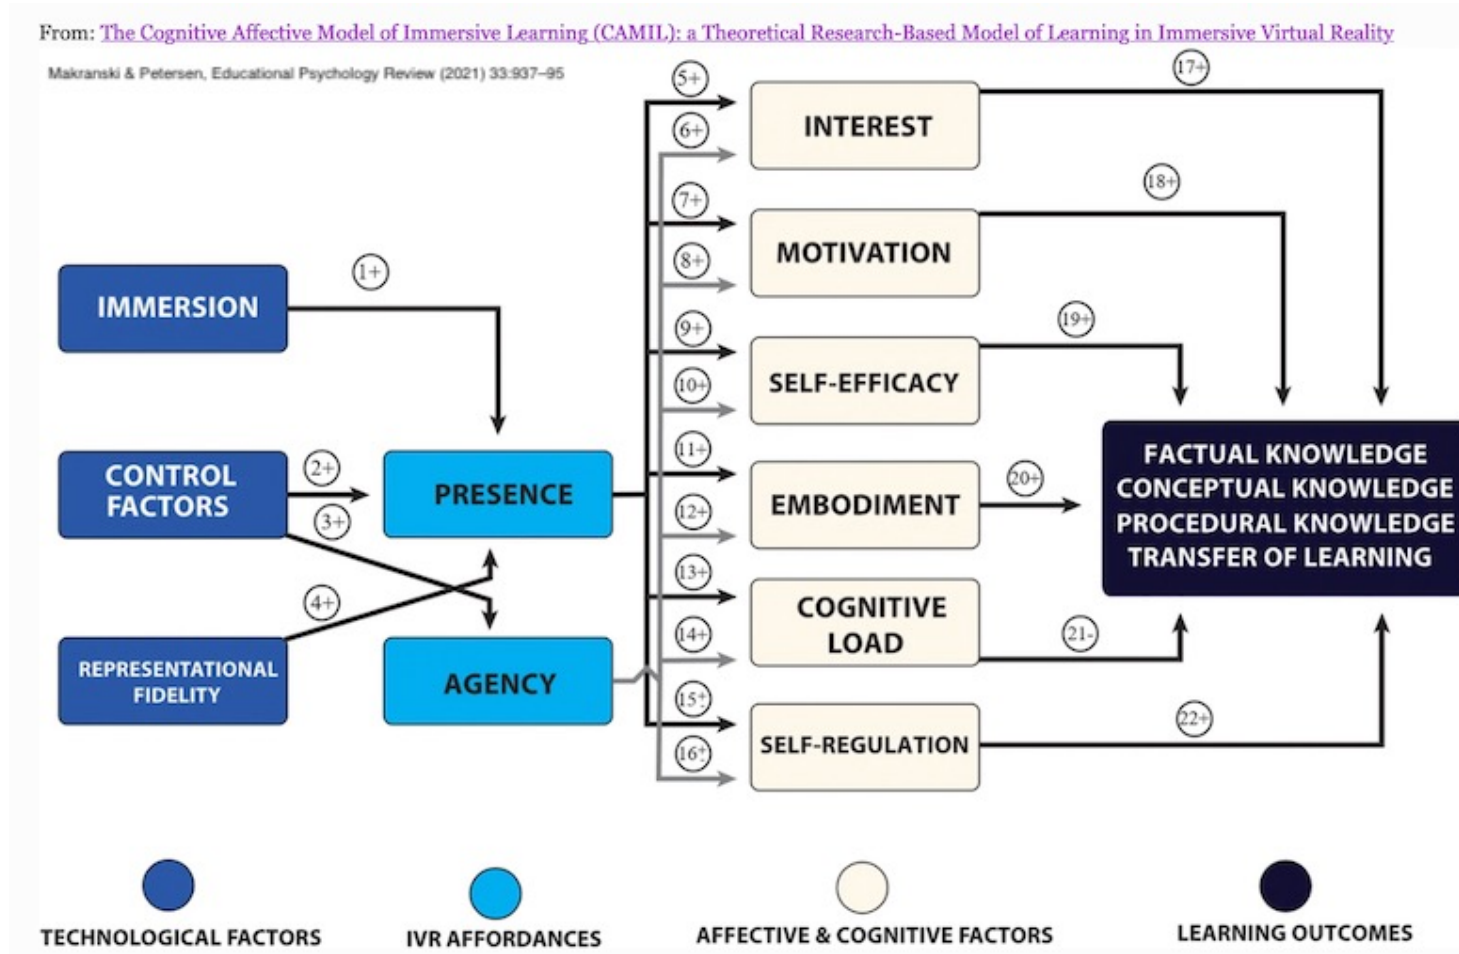 From: The Cognitive Affective Model of Immersive Learning (CAMIL): a Theoretical Research-Based Model of Learning in Immersive Virtual Reality
Makranski & Petersen, Educational Psychology Review (2021) 33:937–95
IMMERSION
1+
CONTROL
FACTORS
2+
3+
REPRESENTATIONAL
FIDELITY
4+
PRESENCE
AGENCY
5+
6+
7+
8+
9+
10+
11+
12+
13+
14+
15±
16±
INTEREST
MOTIVATION
SELF-EFFICACY
EMBODIMENT
COGNITIVE
LOAD
SELF-REGULATION
17+
18+
19+
20+
21-
22+
FACTUAL KNOWLEDGE
CONCEPTUAL KNOWLEDGE
PROCEDURAL KNOWLEDGE
TRANSFER OF LEARNING
TECHNOLOGICAL FACTORS
IVR AFFORDANCES
AFFECTIVE & COGNITIVE FACTORS
LEARNING OUTCOMES